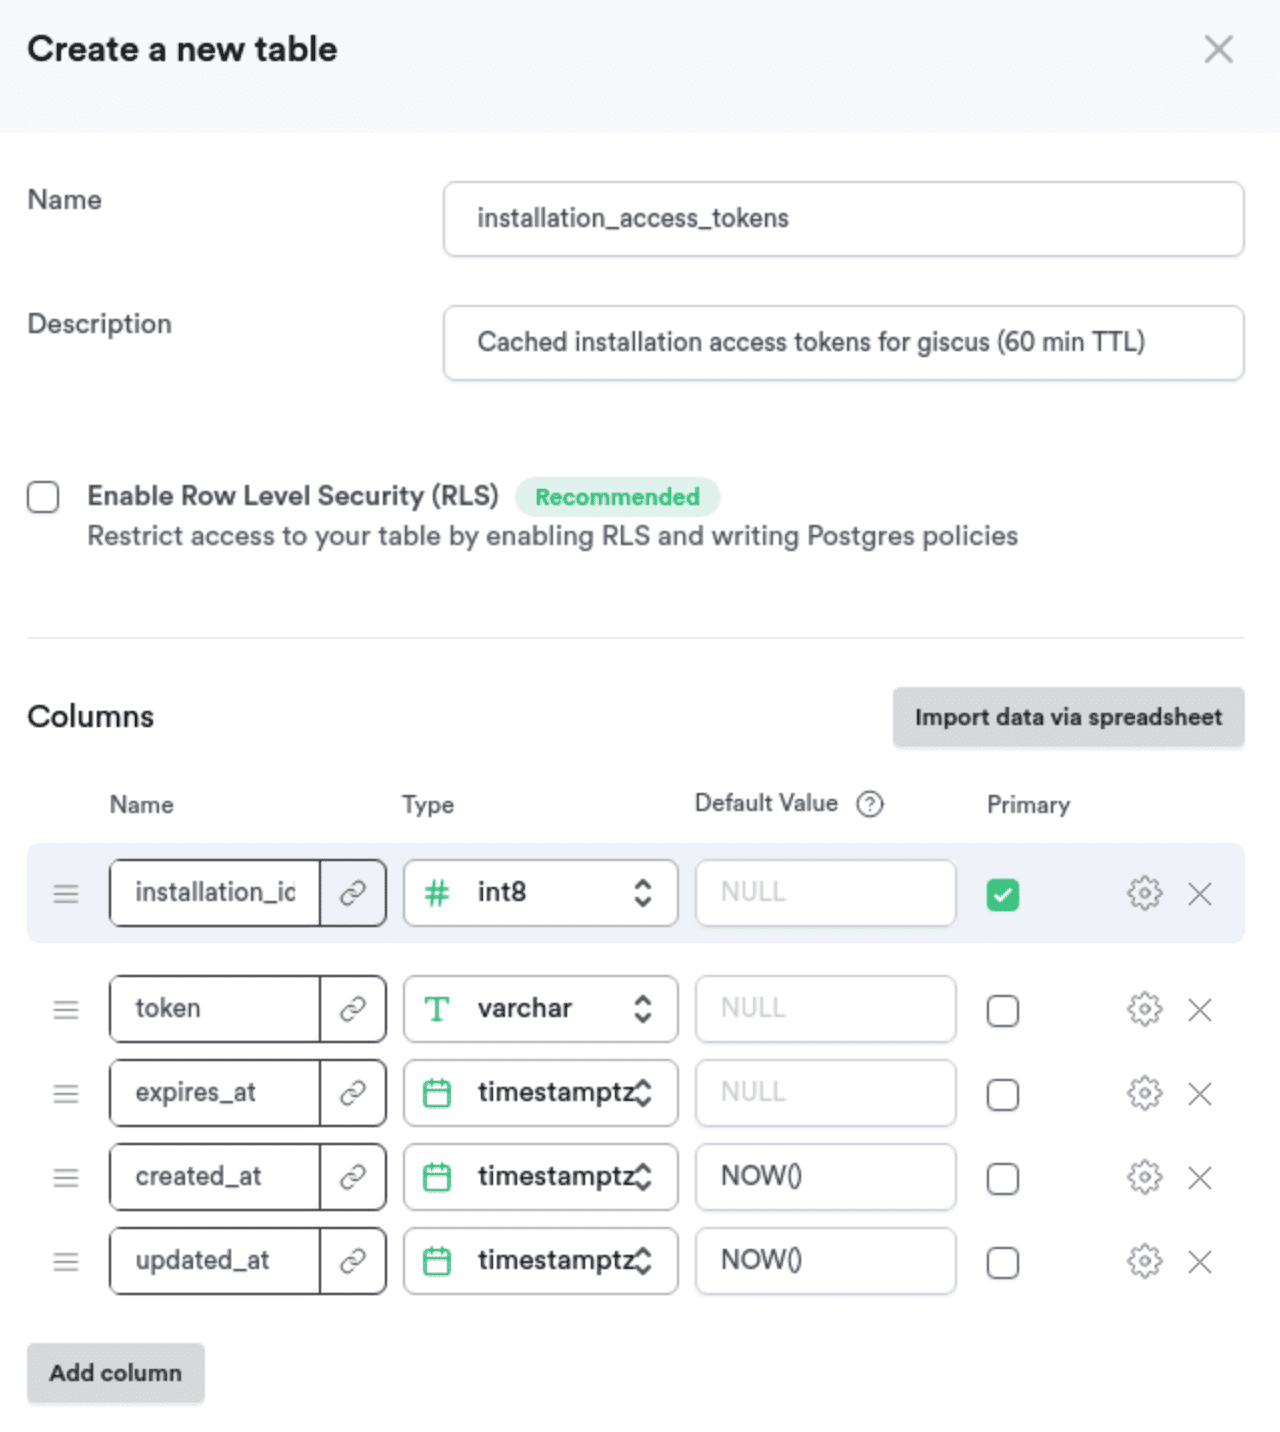 Create a new table
Name
installation_access_tokens
Description
Cached installation access tokens for giscus (60 min TTL)
Enable Row Level Security (RLS) Recommended
Restrict access to your table by enabling RLS and writing Postgres policies
Columns Import data via spreadsheet
Name Type Default Value ? Primary
installation_id int8 NULL
token varchar NULL
expires_at timestamptz NULL
created_at timestamptz NOW()
updated_at timestamptz NOW()
Add column